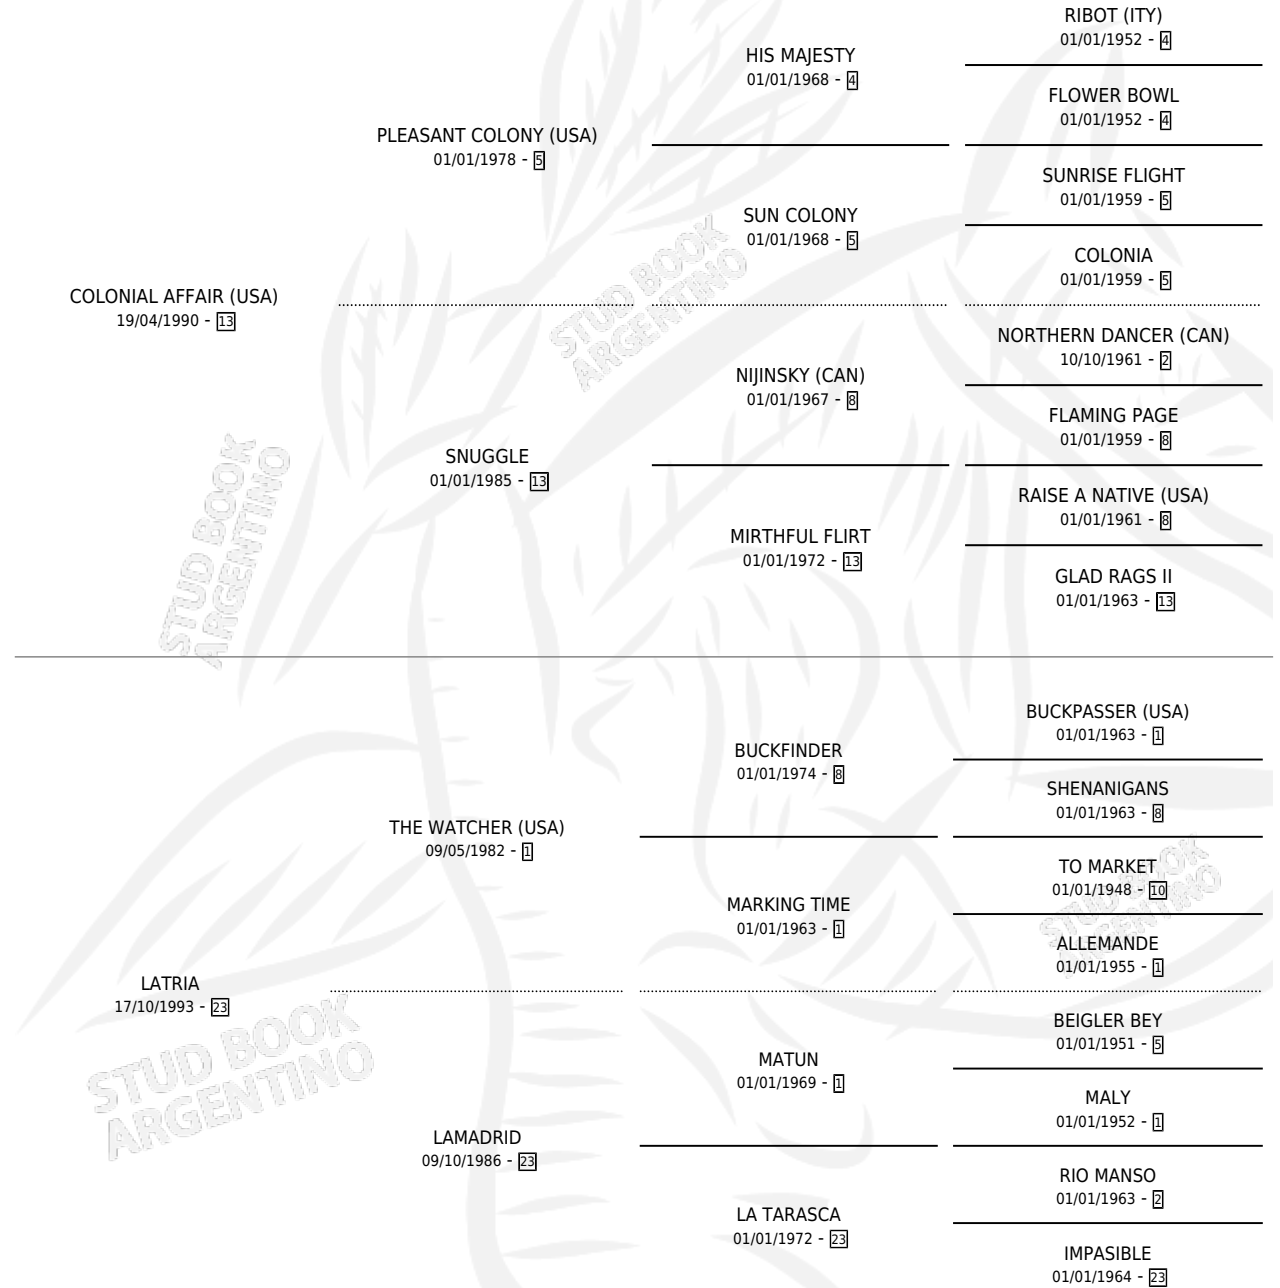 RIBOT (ITY)
01/01/1952 - 4
HIS MAJESTY
01/01/1968 - 4
FLOWER BOWL
01/01/1952 - 4
PLEASANT COLONY (USA)
01/01/1978 - 5
SUNRISE FLIGHT
01/01/1959 - 5
SUN COLONY
01/01/1968 - 5
COLONIA
01/01/1959 - 5
COLONIAL AFFAIR (USA)
19/04/1990 - 13
NORTHERN DANCER (CAN)
10/10/1961 - 2
NIJINSKY (CAN)
01/01/1967 - 8
FLAMING PAGE
01/01/1959 - 8
SNUGGLE
01/01/1985 - 13
RAISE A NATIVE (USA)
01/01/1961 - 8
MIRTHFUL FLIRT
01/01/1972 - 13
GLAD RAGS II
01/01/1963 - 13
BUCKPASSER (USA)
01/01/1963 - 1
BUCKFINDER
01/01/1974 - 8
SHENANIGANS
01/01/1963 - 8
THE WATCHER (USA)
09/05/1982 - 1
TO MARKET
01/01/1948 - 10
MARKING TIME
01/01/1963 - 1
ALLEMANDE
01/01/1955 - 1
LATRIA
17/10/1993 - 23
BEIGLER BEY
01/01/1951 - 5
MATUN
01/01/1969 - 1
MALY
01/01/1952 - 1
LAMADRID
09/10/1986 - 23
RIO MANSO
01/01/1963 - 2
LA TARASCA
01/01/1972 - 23
IMPASIBLE
01/01/1964 - 23
STUD BOOK
ARGENTINO
STUD BOOK
ARGENTINO
STUD BOOK
ARGENTINO
STUD BOOK
ARGENTINO